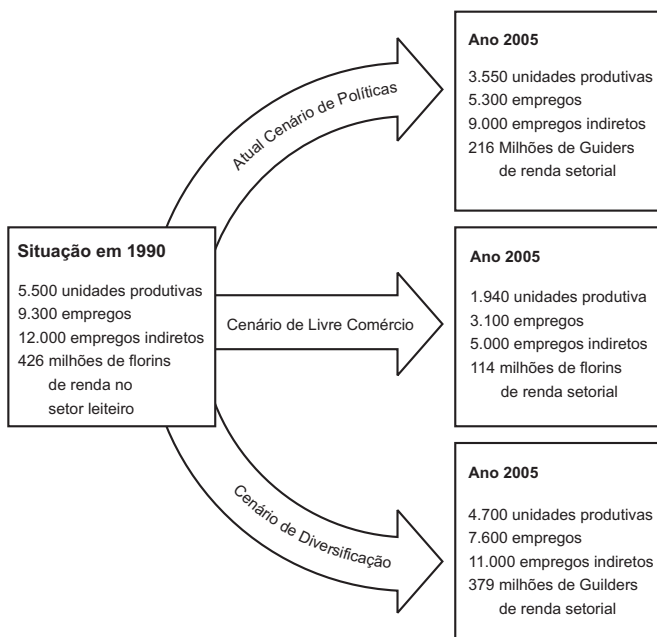 Situação em 1990
5.500 unidades produtivas
9.300 empregos
12.000 empregos indiretos
426 milhões de florins
de renda no
setor leiteiro
Atual Cenário de Políticas
Ano 2005
3.550 unidades produtivas
5.300 empregos
9.000 empregos indiretos
216 Milhões de Guiders
de renda setorial
Cenário de Livre Comércio
Ano 2005
1.940 unidades produtiva
3.100 empregos
5.000 empregos indiretos
114 milhões de florins
de renda setorial
Cenário de Diversificação
Ano 2005
4.700 unidades produtivas
7.600 empregos
11.000 empregos indiretos
379 milhões de Guilders
de renda setorial